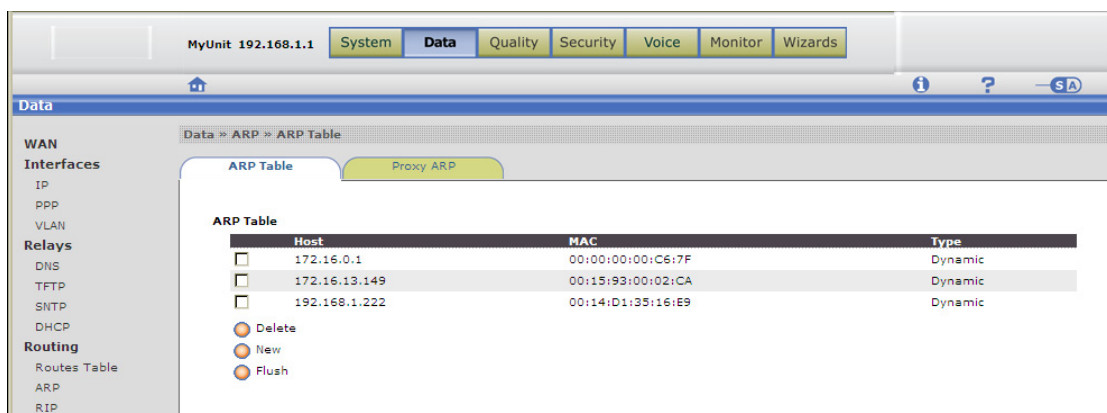 MyUnit 192.168.1.1 System Data Quality Security Voice Monitor Wizards
i ? SA
Data
WAN
Interfaces
IP
PPP
VLAN
Relays
DNS
TFTP
SNTP
DHCP
Routing
Routes Table
ARP
RIP
Data » ARP » ARP Table
ARP Table Proxy ARP
ARP Table
Host MAC Type
172.16.0.1 00:00:00:00:C6:7F Dynamic
172.16.13.149 00:15:93:00:02:CA Dynamic
192.168.1.222 00:14:D1:35:16:E9 Dynamic
Delete
New
Flush